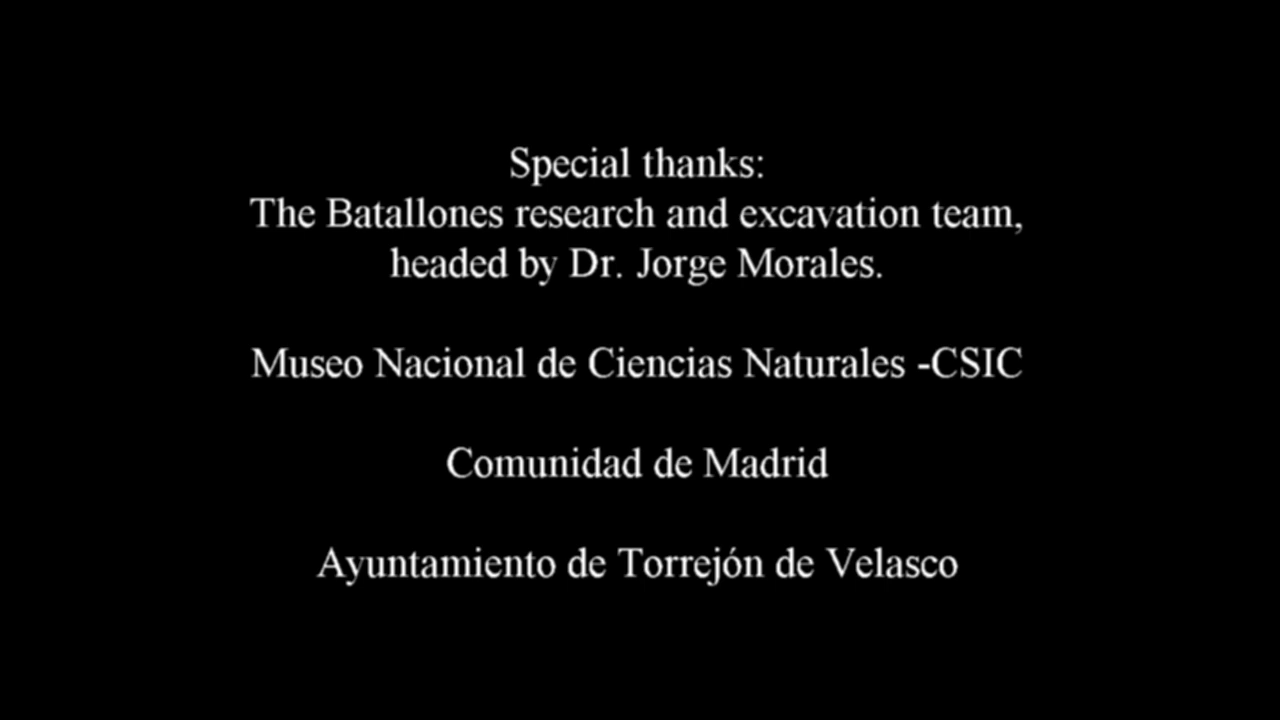 Special thanks:
The Batallones research and excavation team,
headed by Dr. Jorge Morales.
Museo Nacional de Ciencias Naturales -CSIC
Comunidad de Madrid
Ayuntamiento de Torrejón de Velasco